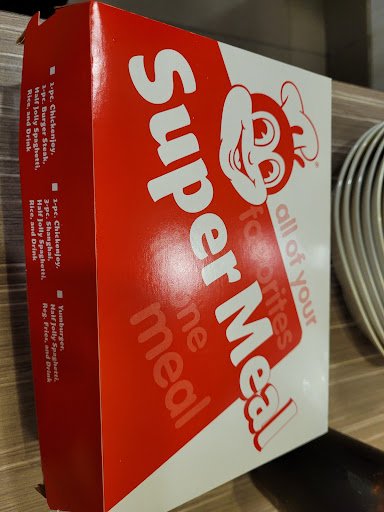 all of your
favorites
Super Meal
one
meal
1-pc. Chickenjoy,
1-pc. Burger Steak,
Half Jolly Spaghetti,
Rice, and Drink
1-pc. Chickenjoy,
3-pc. Shanghai,
Half Jolly Spaghetti,
Rice, and Drink
Yumburger,
Half Jolly Spaghetti,
Reg. Fries, and Drink